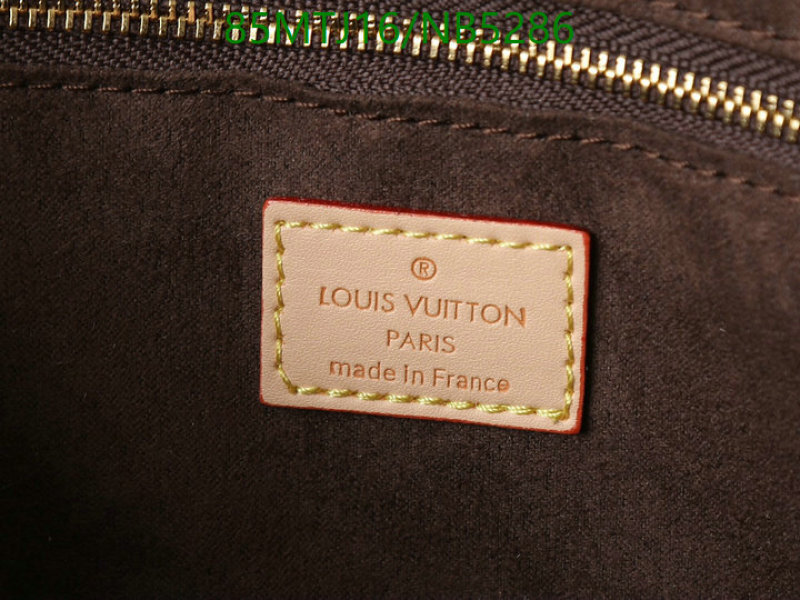 85MTJ16/NB5286
®
LOUIS VUITTON
PARIS
made in France